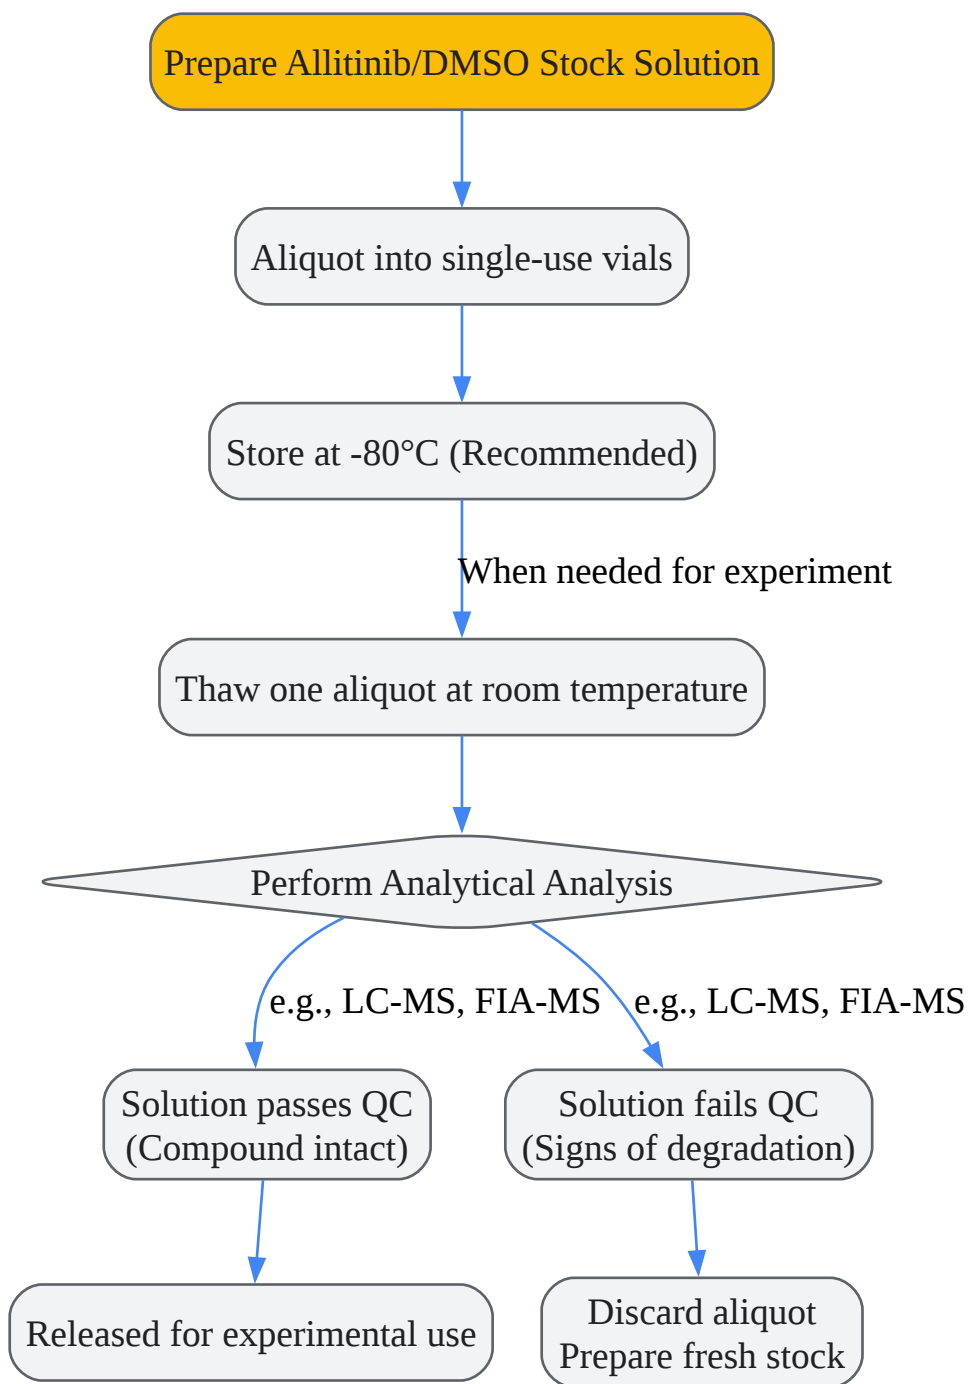 Prepare Allitinib/DMSO Stock Solution
Aliquot into single-use vials
Store at -80°C (Recommended)
When needed for experiment
Thaw one aliquot at room temperature
Perform Analytical Analysis
e.g., LC-MS, FIA-MS
e.g., LC-MS, FIA-MS
Solution passes QC
(Compound intact)
Solution fails QC
(Signs of degradation)
Released for experimental use
Discard aliquot
Prepare fresh stock